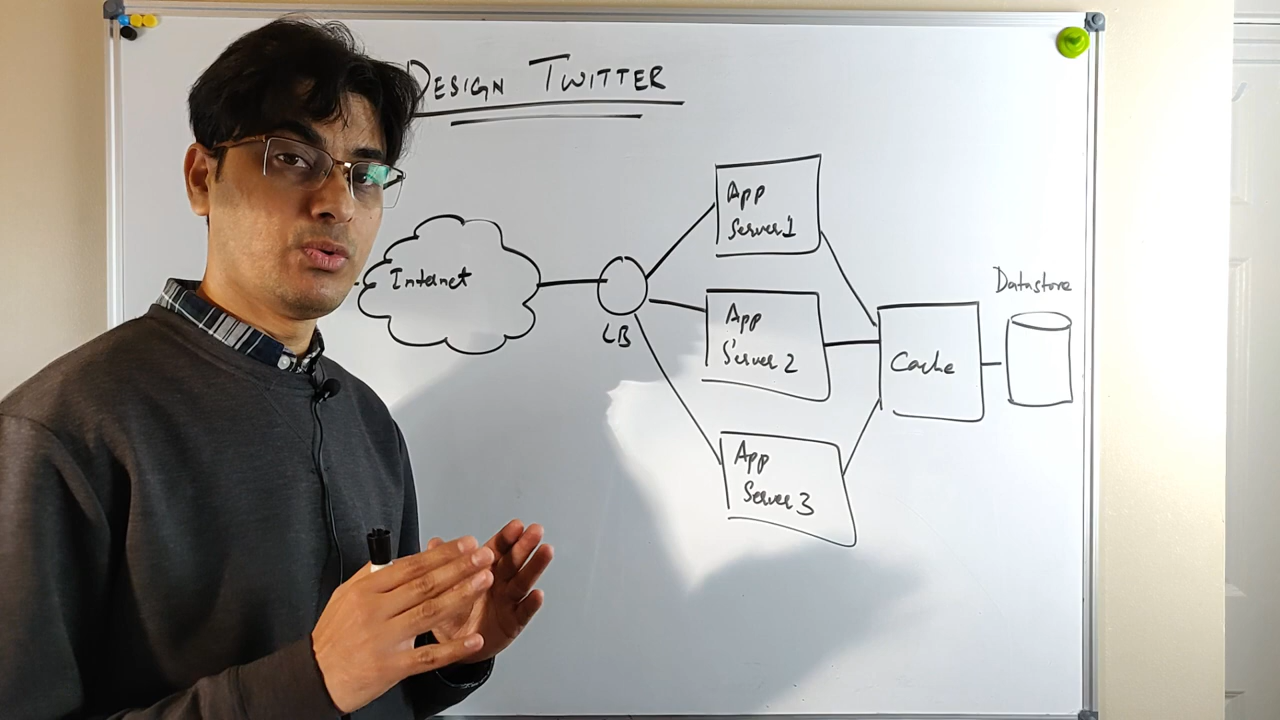 DESIGN TWITTER
Internet
LB
App
Server 1
App
Server 2
App
Server 3
Cache
Datastore